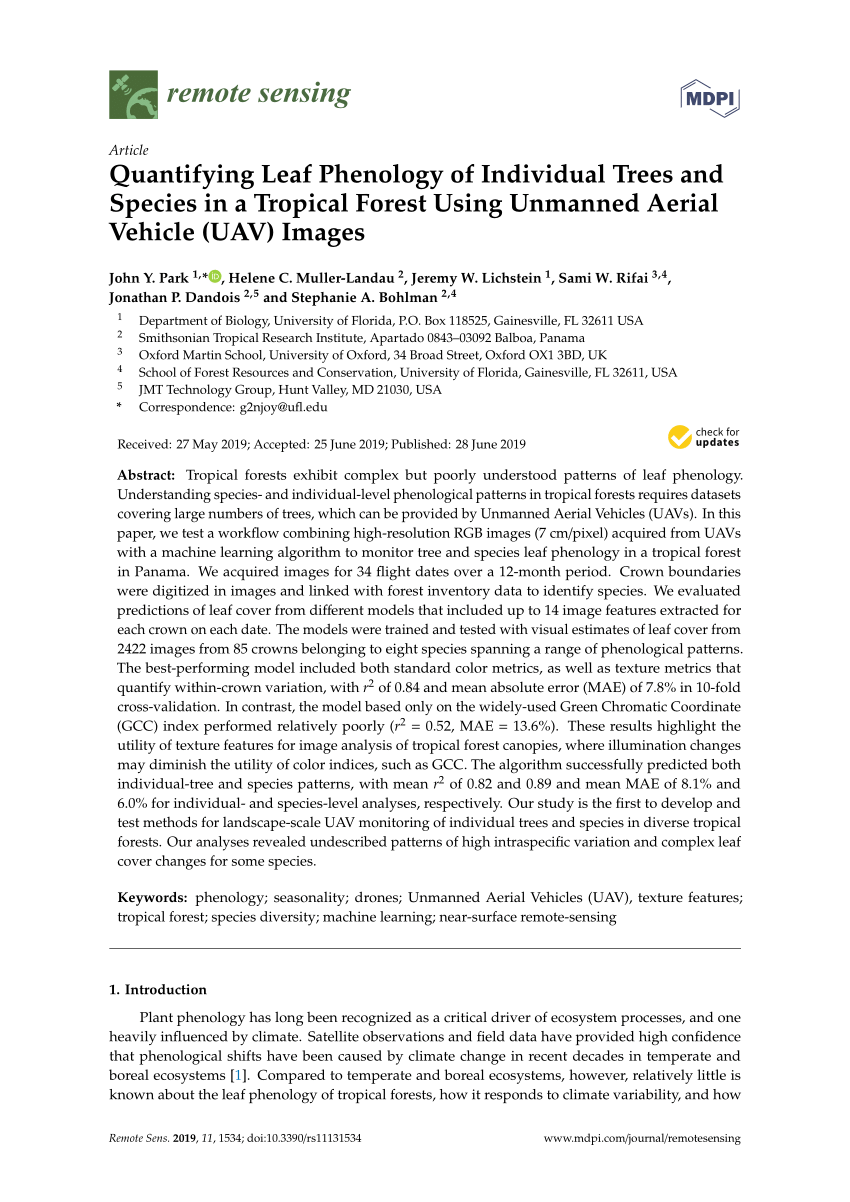 remote sensing
MDPI
Article
Quantifying Leaf Phenology of Individual Trees and
Species in a Tropical Forest Using Unmanned Aerial
Vehicle (UAV) Images
John Y. Park 1,* iD, Helene C. Muller-Landau 2, Jeremy W. Lichstein 1, Sami W. Rifai 3,4,
Jonathan P. Dandois 2,5 and Stephanie A. Bohlman 2,4
1 Department of Biology, University of Florida, P.O. Box 118525, Gainesville, FL 32611 USA
2 Smithsonian Tropical Research Institute, Apartado 0843–03092 Balboa, Panama
3 Oxford Martin School, University of Oxford, 34 Broad Street, Oxford OX1 3BD, UK
4 School of Forest Resources and Conservation, University of Florida, Gainesville, FL 32611, USA
5 JMT Technology Group, Hunt Valley, MD 21030, USA
* Correspondence: g2njoy@ufl.edu
Received: 27 May 2019; Accepted: 25 June 2019; Published: 28 June 2019
check for
updates
Abstract: Tropical forests exhibit complex but poorly understood patterns of leaf phenology.
Understanding species- and individual-level phenological patterns in tropical forests requires datasets
covering large numbers of trees, which can be provided by Unmanned Aerial Vehicles (UAVs). In this
paper, we test a workflow combining high-resolution RGB images (7 cm/pixel) acquired from UAVs
with a machine learning algorithm to monitor tree and species leaf phenology in a tropical forest
in Panama. We acquired images for 34 flight dates over a 12-month period. Crown boundaries
were digitized in images and linked with forest inventory data to identify species. We evaluated
predictions of leaf cover from different models that included up to 14 image features extracted for
each crown on each date. The models were trained and tested with visual estimates of leaf cover from
2422 images from 85 crowns belonging to eight species spanning a range of phenological patterns.
The best-performing model included both standard color metrics, as well as texture metrics that
quantify within-crown variation, with r2 of 0.84 and mean absolute error (MAE) of 7.8% in 10-fold
cross-validation. In contrast, the model based only on the widely-used Green Chromatic Coordinate
(GCC) index performed relatively poorly (r2 = 0.52, MAE = 13.6%). These results highlight the
utility of texture features for image analysis of tropical forest canopies, where illumination changes
may diminish the utility of color indices, such as GCC. The algorithm successfully predicted both
individual-tree and species patterns, with mean r2 of 0.82 and 0.89 and mean MAE of 8.1% and
6.0% for individual- and species-level analyses, respectively. Our study is the first to develop and
test methods for landscape-scale UAV monitoring of individual trees and species in diverse tropical
forests. Our analyses revealed undescribed patterns of high intraspecific variation and complex leaf
cover changes for some species.
Keywords: phenology; seasonality; drones; Unmanned Aerial Vehicles (UAV), texture features;
tropical forest; species diversity; machine learning; near-surface remote-sensing
1. Introduction
Plant phenology has long been recognized as a critical driver of ecosystem processes, and one
heavily influenced by climate. Satellite observations and field data have provided high confidence
that phenological shifts have been caused by climate change in recent decades in temperate and
boreal ecosystems [1]. Compared to temperate and boreal ecosystems, however, relatively little is
known about the leaf phenology of tropical forests, how it responds to climate variability, and how
Remote Sens. 2019, 11, 1534; doi:10.3390/rs11131534
www.mdpi.com/journal/remotesensing